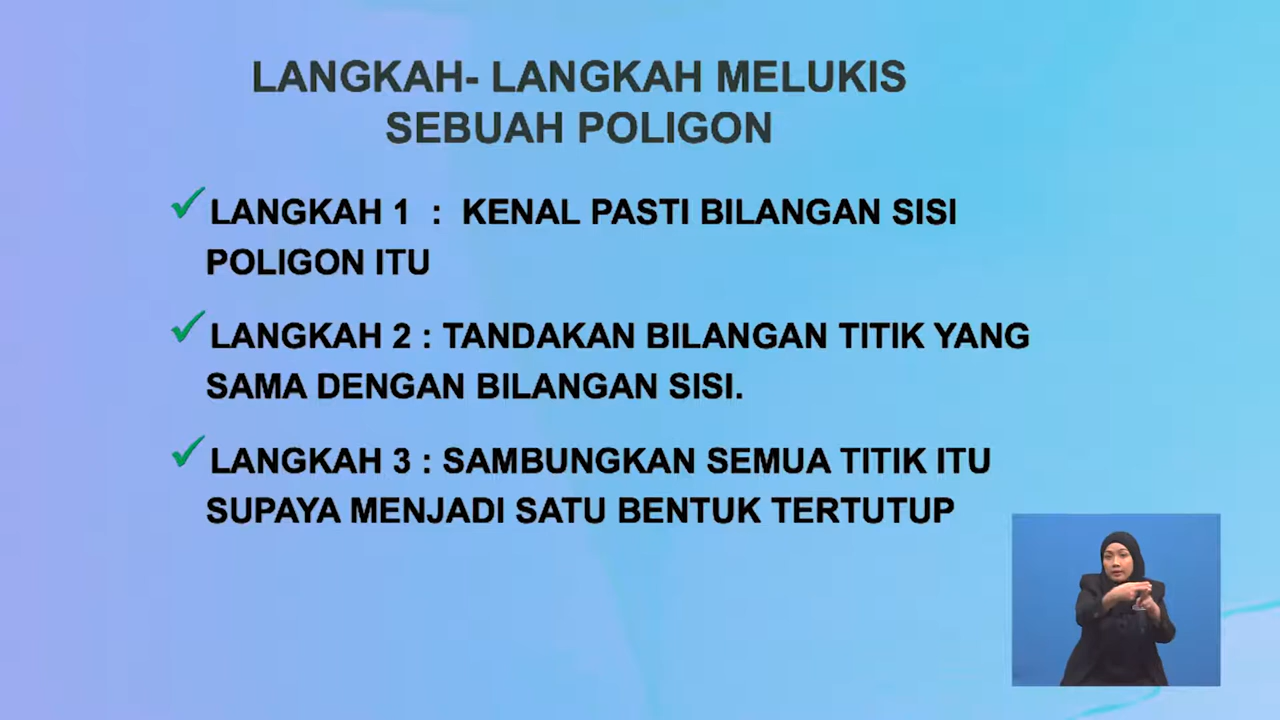 LANGKAH- LANGKAH MELUKIS
SEBUAH POLIGON
LANGKAH 1 : KENAL PASTI BILANGAN SISI
POLIGON ITU
LANGKAH 2 : TANDAKAN BILANGAN TITIK YANG
SAMA DENGAN BILANGAN SISI.
LANGKAH 3 : SAMBUNGKAN SEMUA TITIK ITU
SUPAYA MENJADI SATU BENTUK TERTUTUP